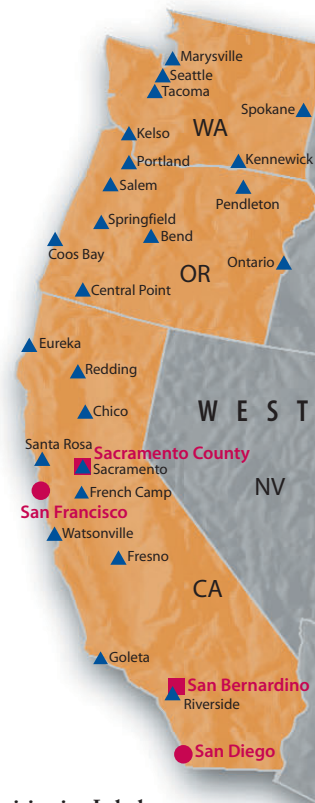 Marysville
Seattle
Tacoma
Spokane
WA
Kelso
Portland
Kennewick
Salem
Pendleton
Springfield
Bend
Coos Bay
Ontario
OR
Central Point
Eureka
Redding
Chico
WEST
Santa Rosa
Sacramento County
Sacramento
NV
French Camp
San Francisco
Watsonville
Fresno
CA
Goleta
San Bernardino
Riverside
San Diego